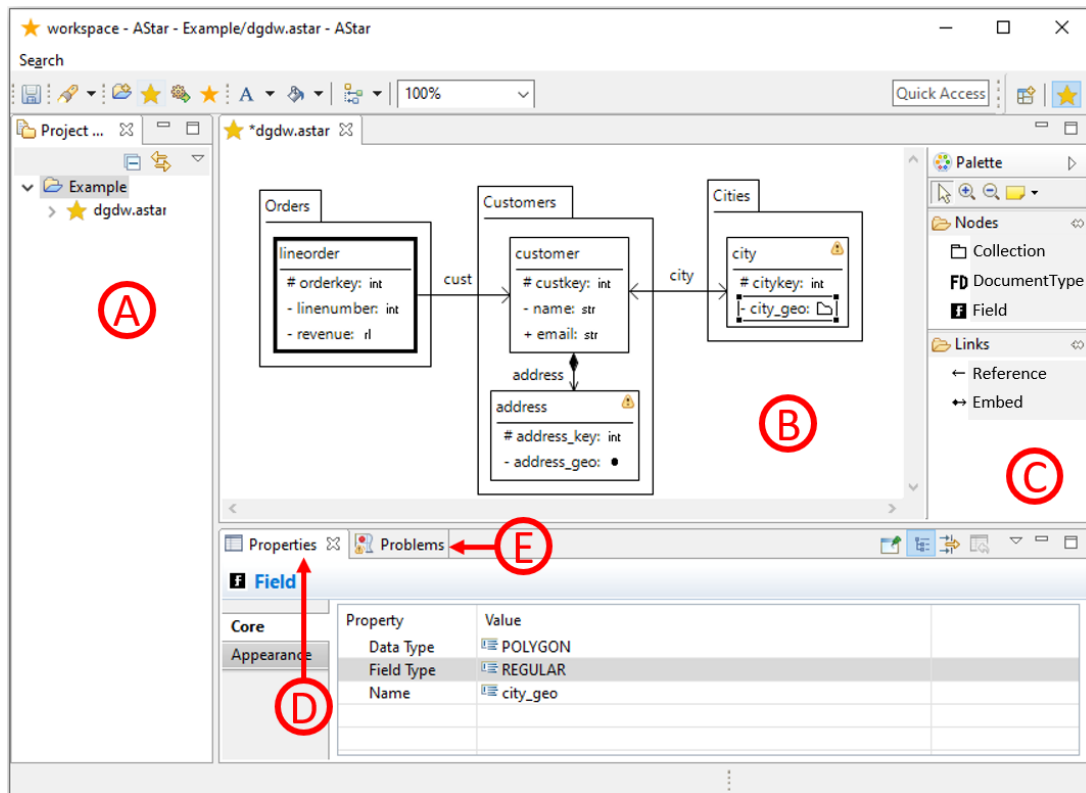 workspace - AStar - Example/dgdw.astar - AStar
Search
A
100%
Quick Access
Project ...
*dgdw.astar
Example
dgdw.astar
A
Orders
lineorder
# orderkey: int
- linenumber: int
- revenue: rl
cust
Customers
customer
# custkey: int
- name: str
+ email: str
address
address
# address_key: int
- address_geo:
city
Cities
city
# citykey: int
- city_geo:
B
Palette
Nodes
Collection
FD DocumentType
f Field
Links
Reference
Embed
C
Properties
Problems
E
f Field
Core
Appearance
D
Property Value
Data Type POLYGON
Field Type REGULAR
Name city_geo